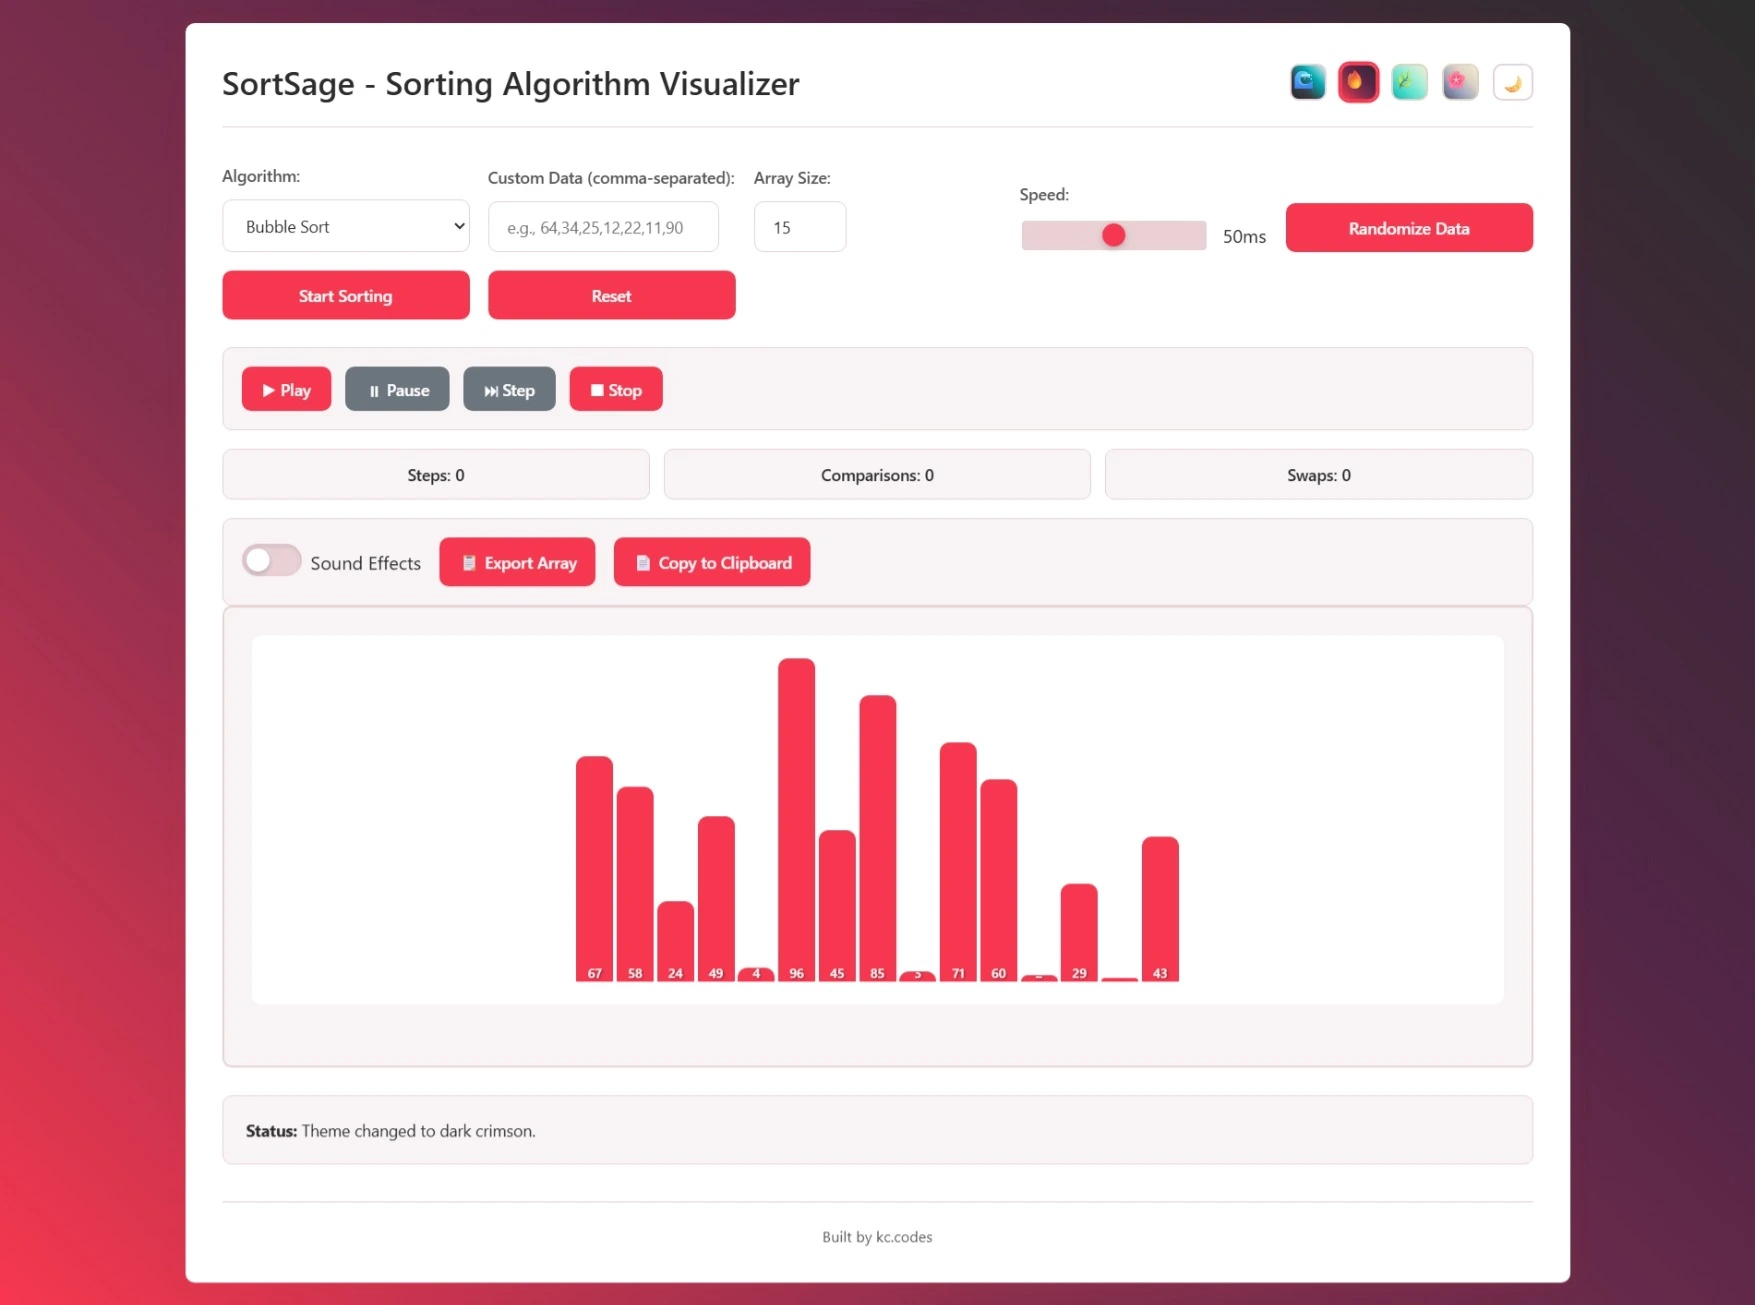 SortSage - Sorting Algorithm Visualizer
Algorithm:
Custom Data (comma-separated):
Array Size:
Speed:
Bubble Sort
e.g., 64,34,25,12,22,11,90
15
50ms
Randomize Data
Start Sorting
Reset
Play
Pause
Step
Stop
Steps: 0
Comparisons: 0
Swaps: 0
Sound Effects
Export Array
Copy to Clipboard
67 58 24 49 4 96 45 85 3 71 60 29 43
Status: Theme changed to dark crimson.
Built by kc.codes